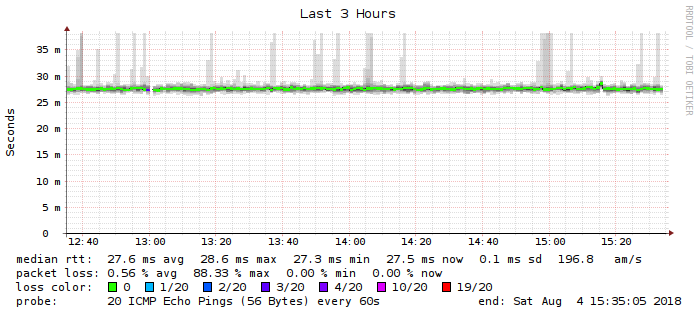 Last 3 Hours
RRDTOOL / TOBI OETIKER
Seconds
35 m
30 m
25 m
20 m
15 m
10 m
5 m
0
12:40 13:00 13:20 13:40 14:00 14:20 14:40 15:00 15:20
median rtt: 27.6 ms avg 28.6 ms max 27.3 ms min 27.5 ms now 0.1 ms sd 196.8 am/s
packet loss: 0.56 % avg 88.33 % max 0.00 % min 0.00 % now
loss color: 0 1/20 2/20 3/20 4/20 10/20 19/20
probe: 20 ICMP Echo Pings (56 Bytes) every 60s end: Sat Aug 4 15:35:05 2018